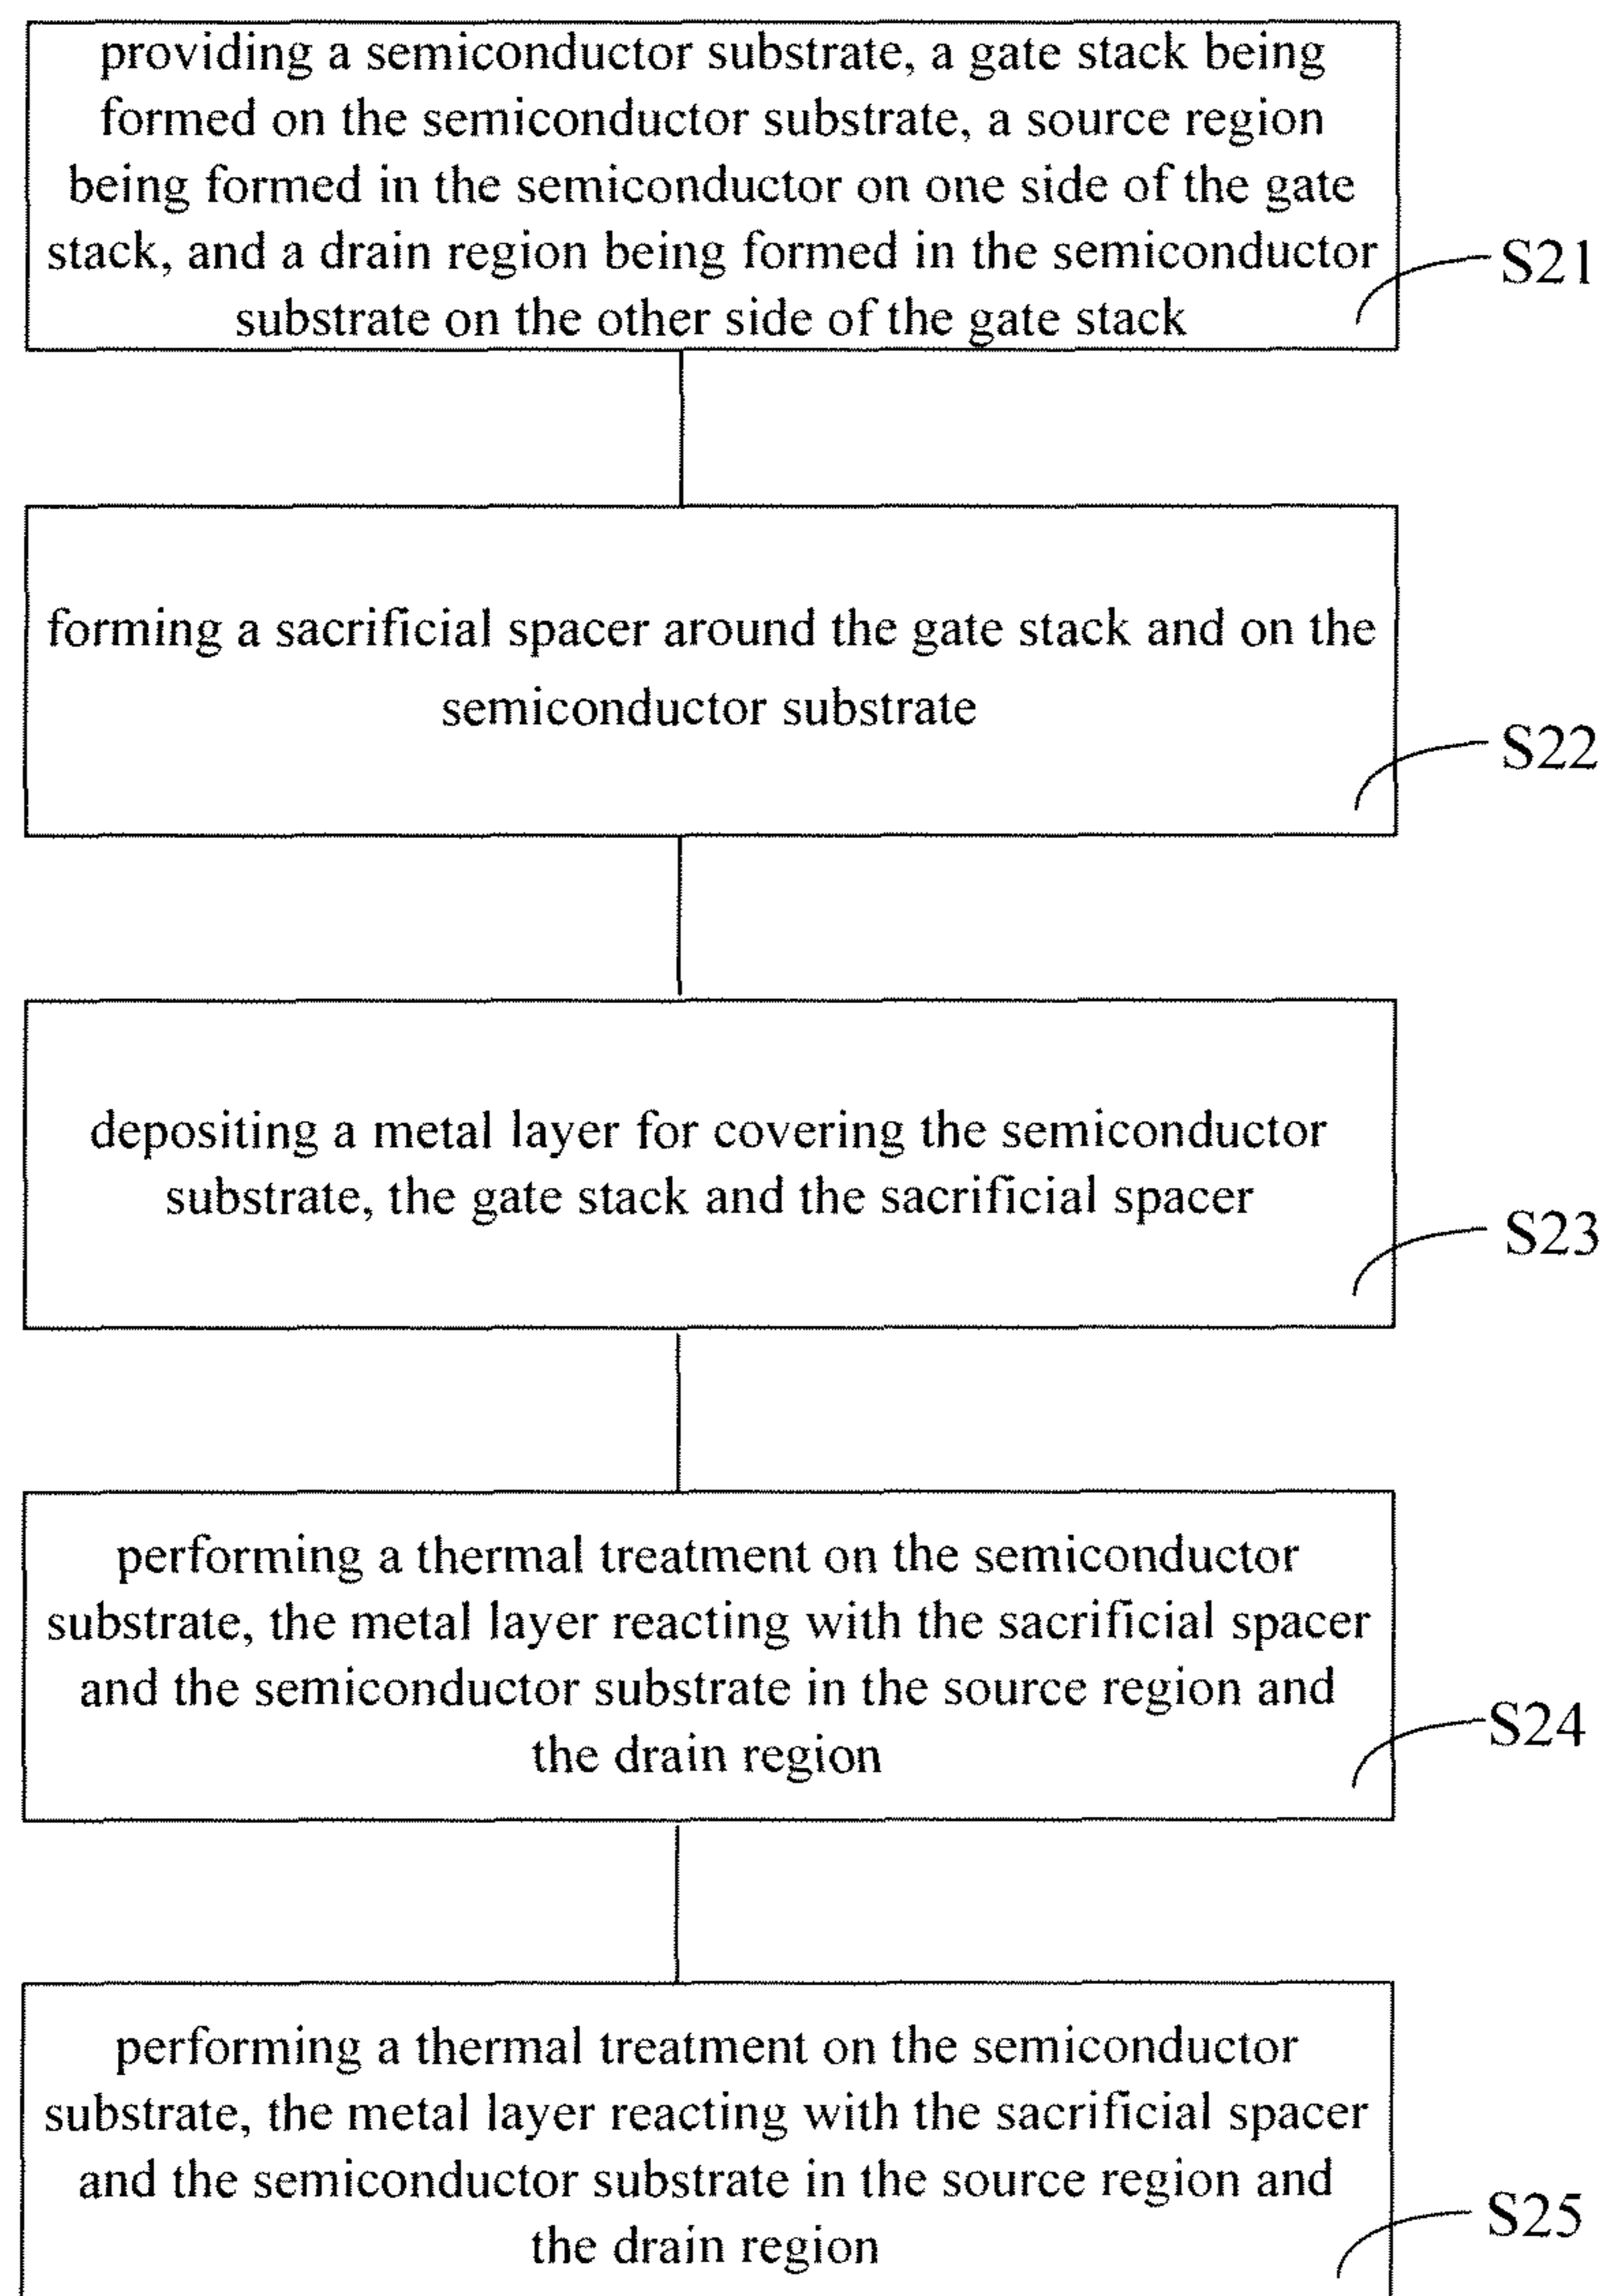 providing a semiconductor substrate, a gate stack being
formed on the semiconductor substrate, a source region
being formed in the semiconductor on one side of the gate
stack, and a drain region being formed in the semiconductor
substrate on the other side of the gate stack
S21
forming a sacrificial spacer around the gate stack and on the
semiconductor substrate
S22
depositing a metal layer for covering the semiconductor
substrate, the gate stack and the sacrificial spacer
S23
performing a thermal treatment on the semiconductor
substrate, the metal layer reacting with the sacrificial spacer
and the semiconductor substrate in the source region and
the drain region
S24
performing a thermal treatment on the semiconductor
substrate, the metal layer reacting with the sacrificial spacer
and the semiconductor substrate in the source region and
the drain region
S25